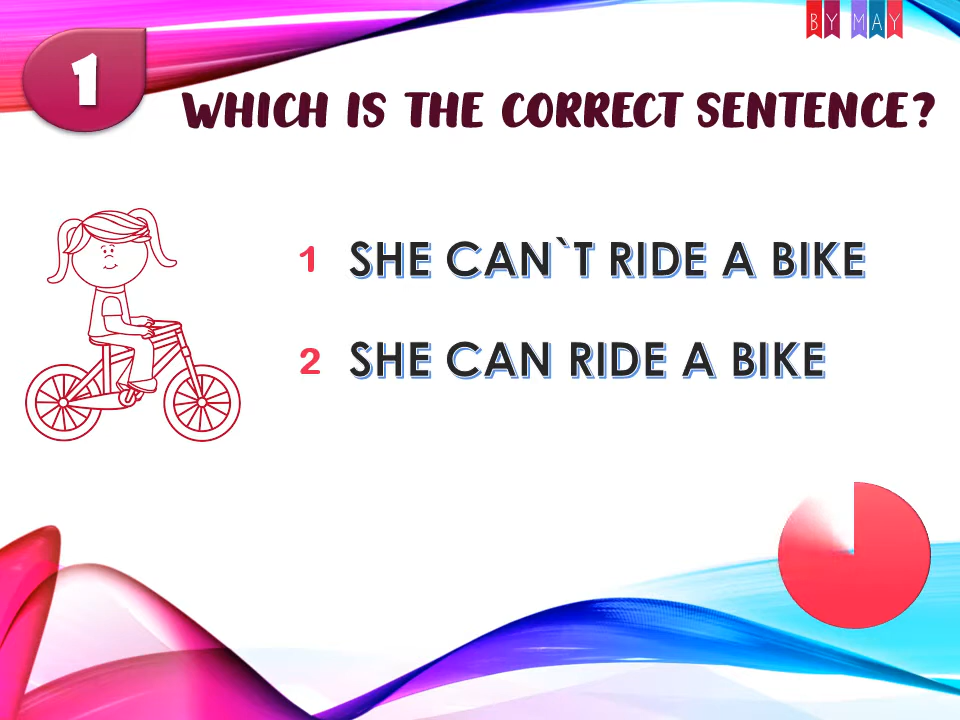 BY MAY
1
WHICH IS THE CORRECT SENTENCE?
1 SHE CAN`T RIDE A BIKE
2 SHE CAN RIDE A BIKE